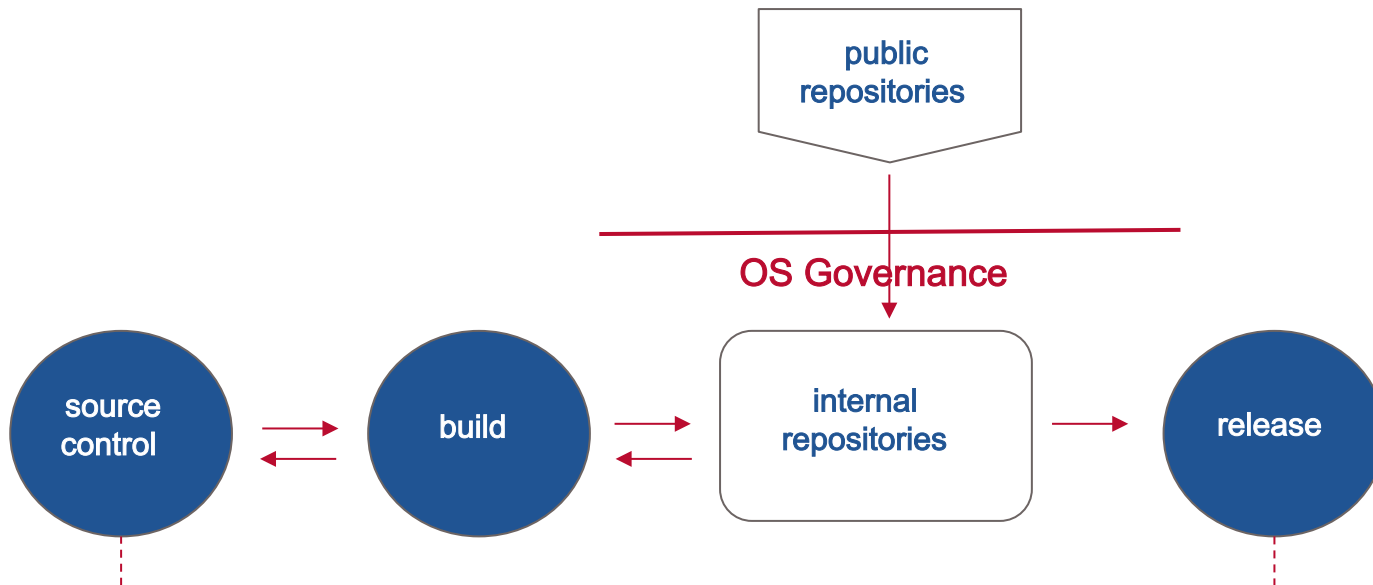 public
repositories
OS Governance
source
control
build
internal
repositories
release